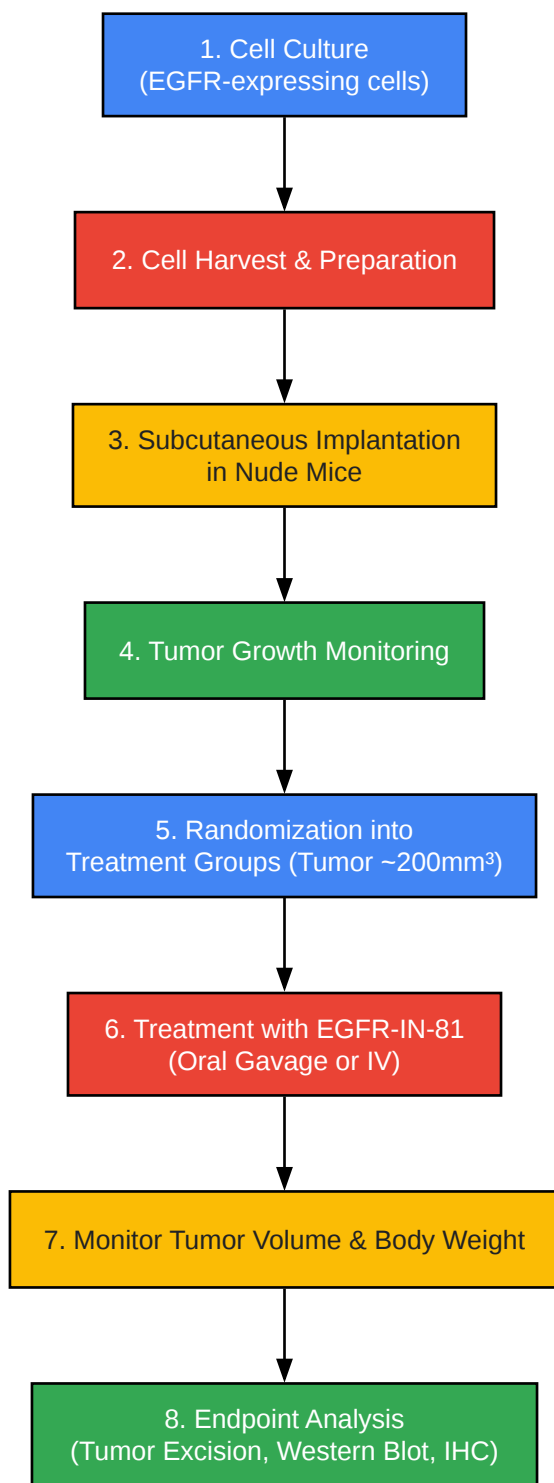 1. Cell Culture
(EGFR-expressing cells)
2. Cell Harvest & Preparation
3. Subcutaneous Implantation
in Nude Mice
4. Tumor Growth Monitoring
5. Randomization into
Treatment Groups (Tumor ~200mm³)
6. Treatment with EGFR-IN-81
(Oral Gavage or IV)
7. Monitor Tumor Volume & Body Weight
8. Endpoint Analysis
(Tumor Excision, Western Blot, IHC)